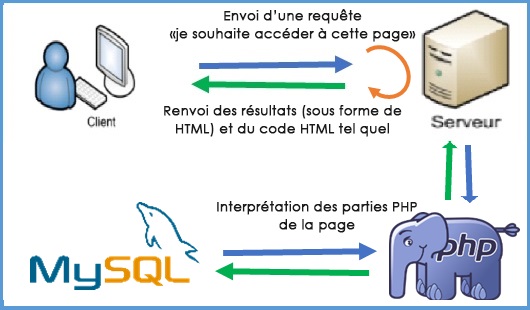 Envoi d'une requête
«je souhaite accéder à cette page»
Client
Renvoi des résultats (sous forme de
HTML) et du code HTML tel quel
Serveur
Interprétation des parties PHP
de la page
MySQL
php